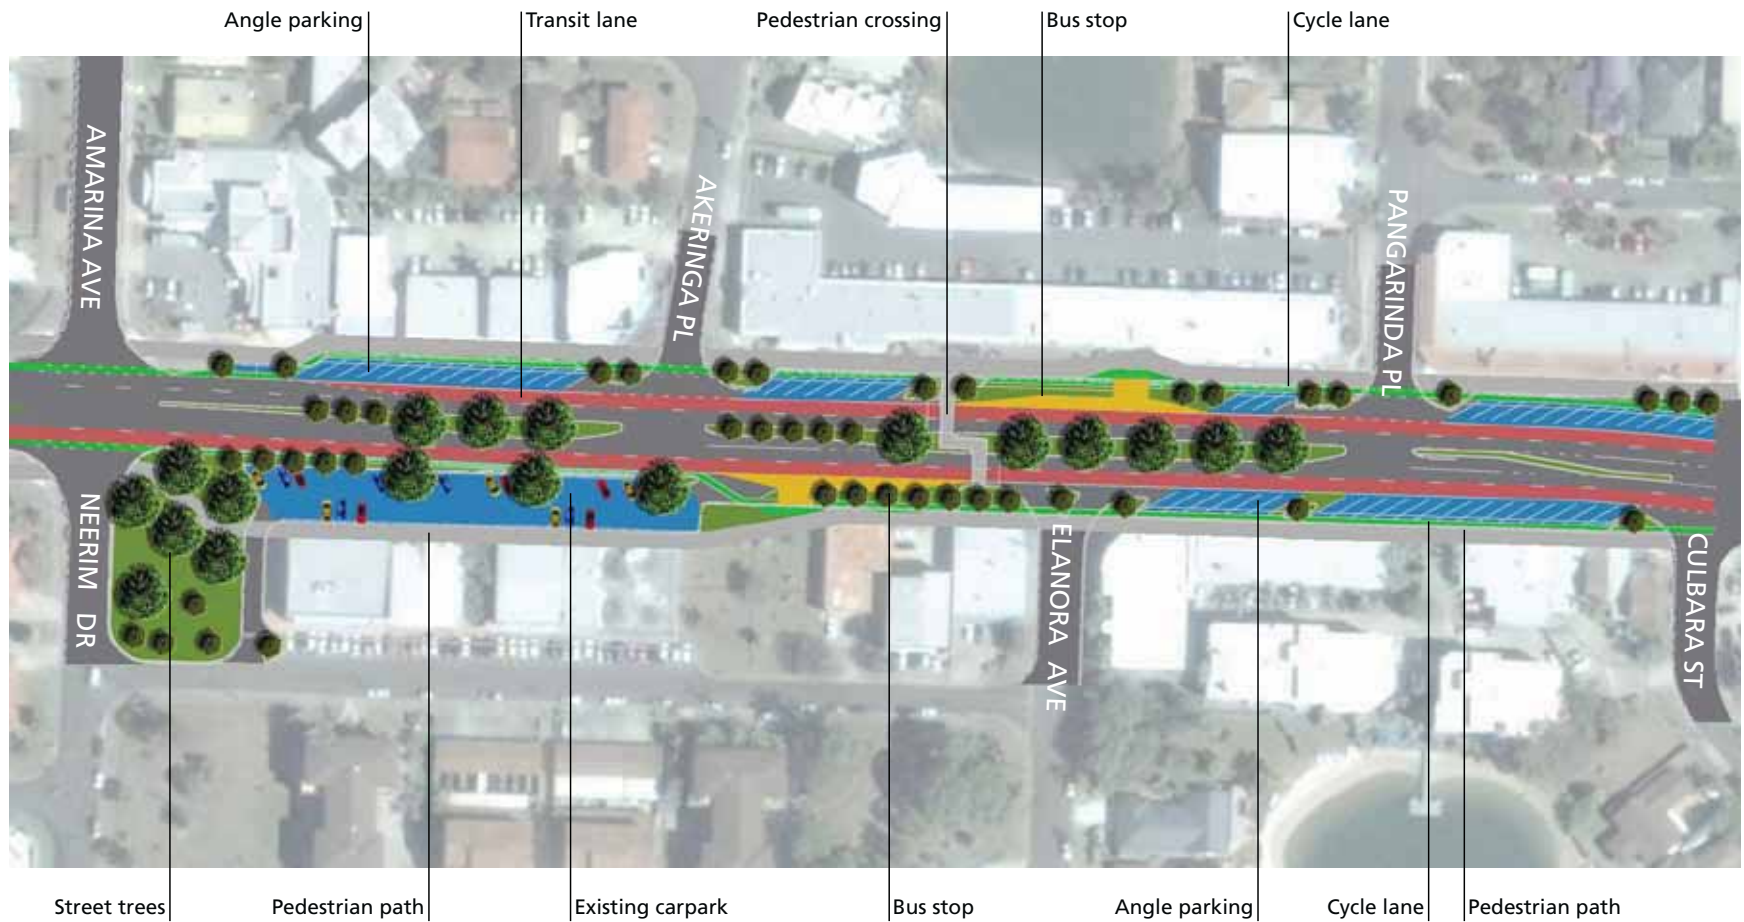 Angle parking
Transit lane
Pedestrian crossing
Bus stop
Cycle lane
AMARINA AVE
AKERINGA PL
PANGARINDA PL
NEERIM DR
ELANORA AVE
CULBARA ST
Street trees
Pedestrian path
Existing carpark
Bus stop
Angle parking
Cycle lane
Pedestrian path